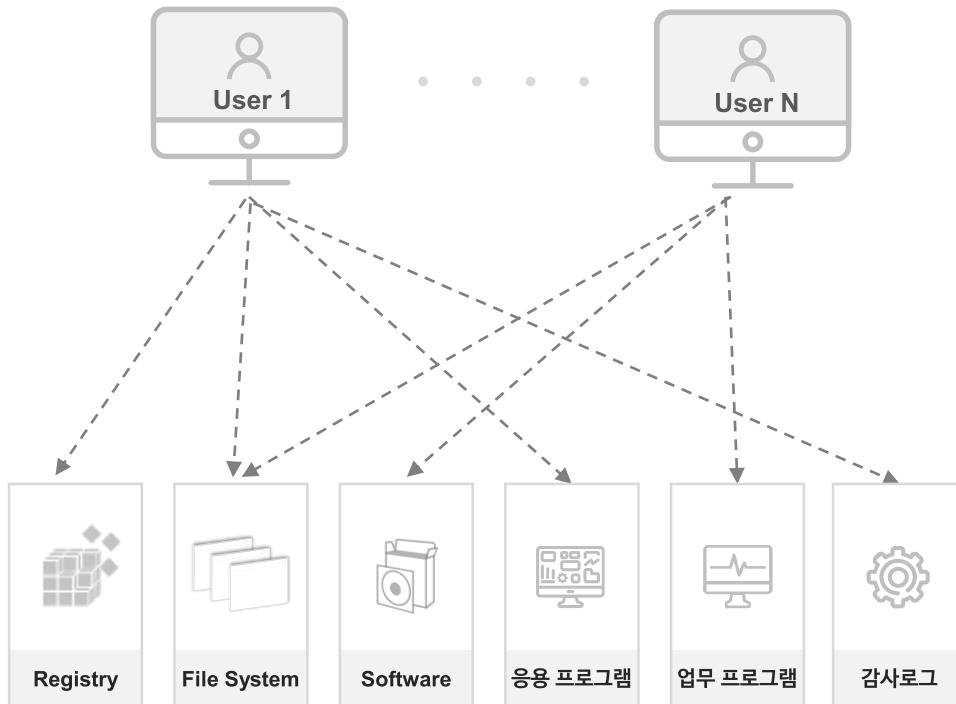 User 1
User N
Registry
File System
Software
응용 프로그램
업무 프로그램
감사로그